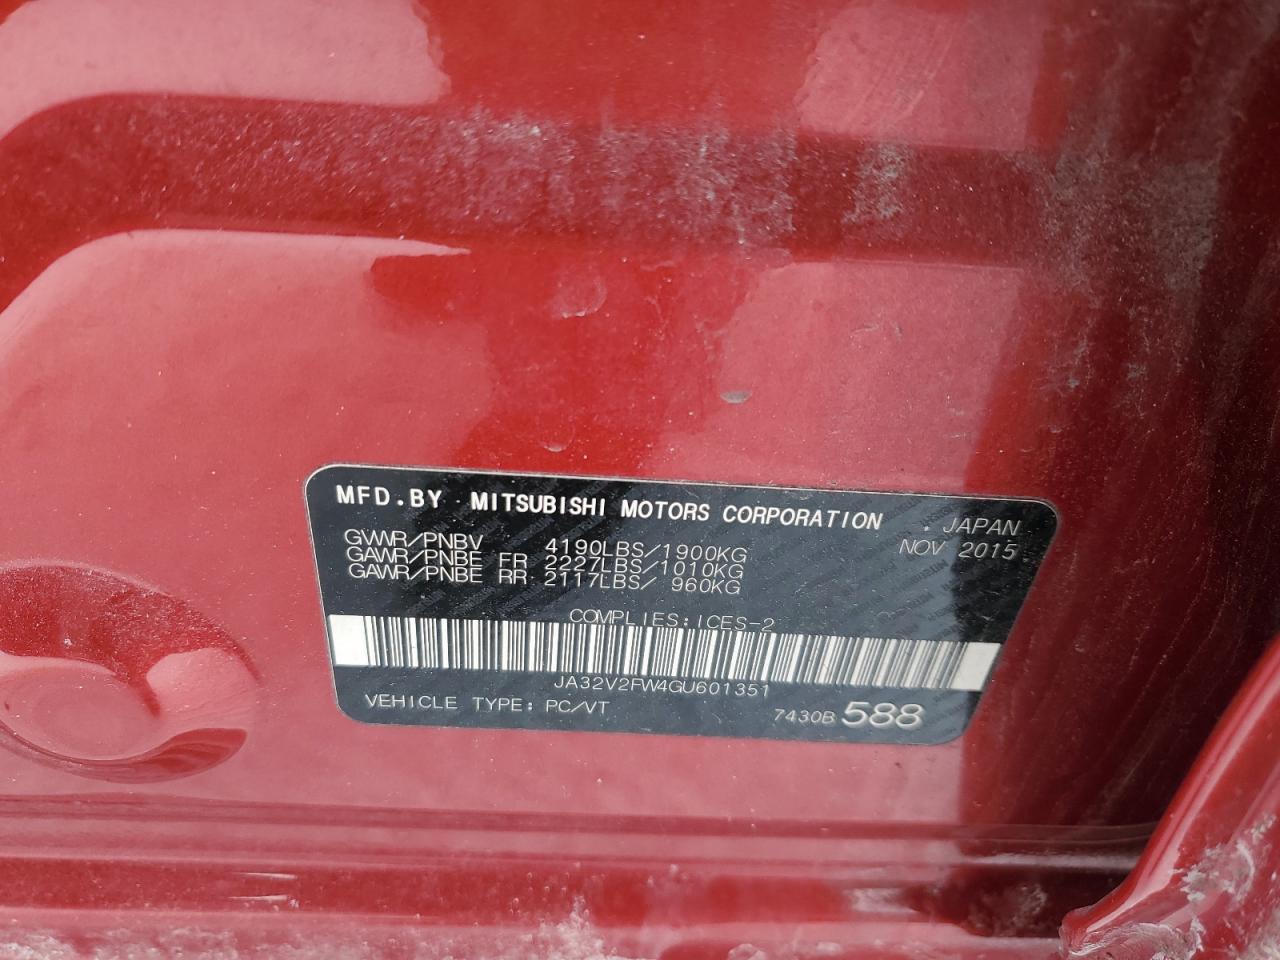 MFD.BY MITSUBISHI MOTORS CORPORATION . JAPAN
NOV 2015
GVWR/PNBV 4190LBS/1900KG
GAWR/PNBE FR 2227LBS/1010KG
GAWR/PNBE RR 2117LBS/ 960KG
COMPLIES:ICES-2
JA32V2FW4GU601351
VEHICLE TYPE: PC/VT 7430B 588